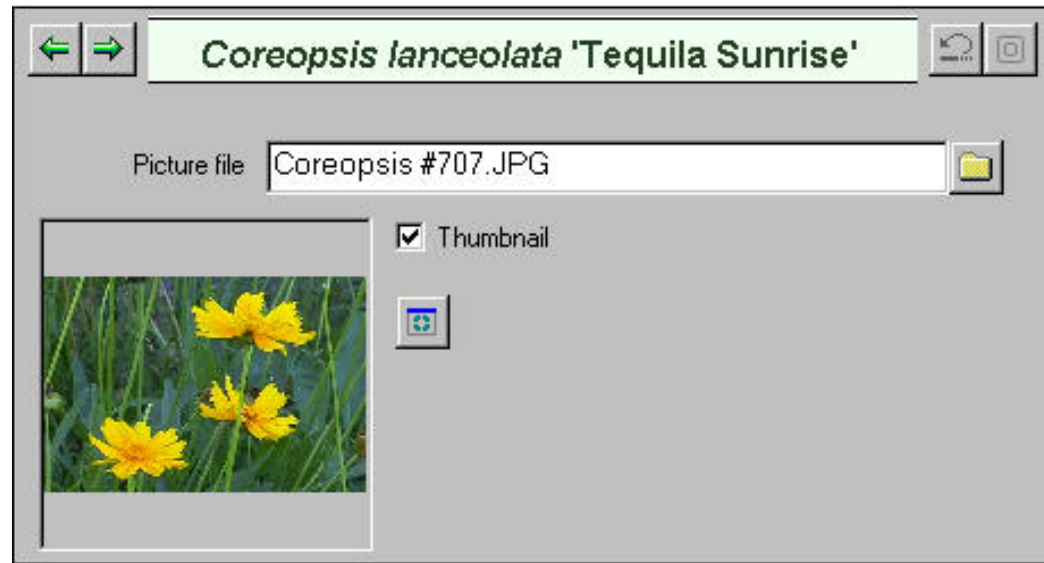 Coreopsis lanceolata 'Tequila Sunrise'
Picture file Coreopsis #707.JPG
Thumbnail